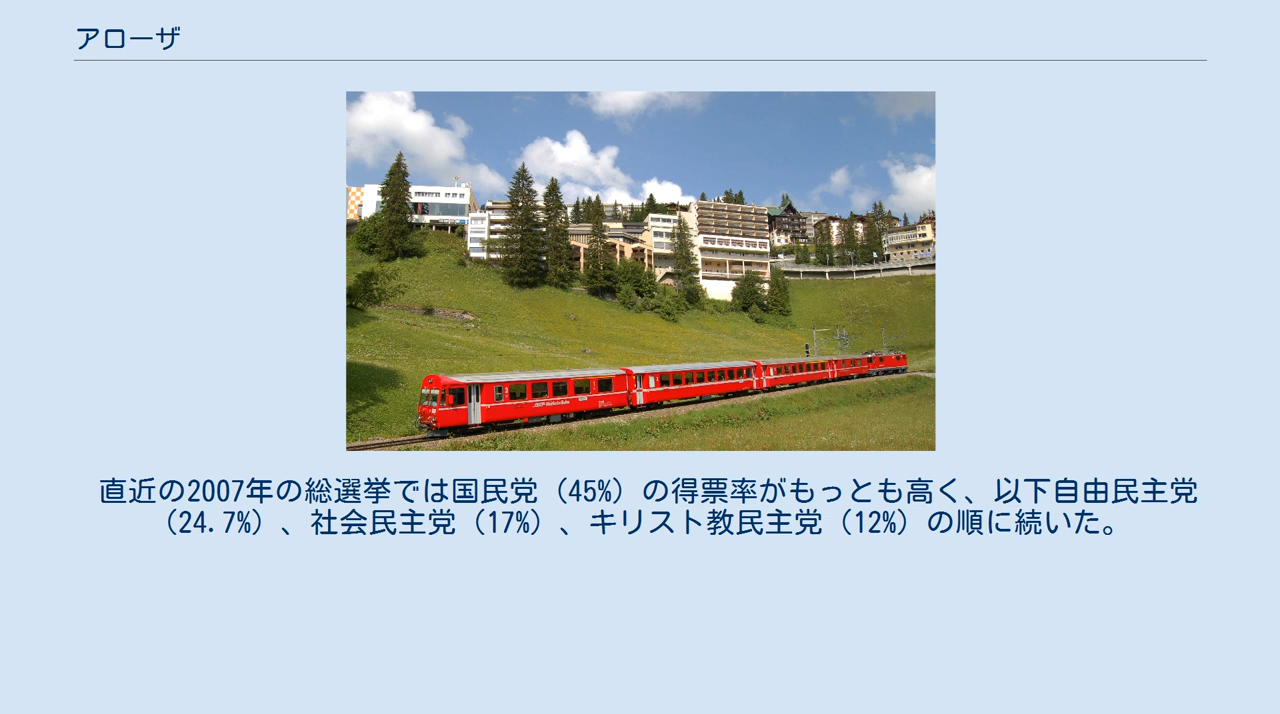 アローザ
直近の2007年の総選挙では国民党（45%）の得票率がもっとも高く、以下自由民主党
（24.7%）、社会民主党（17%）、キリスト教民主党（12%）の順に続いた。